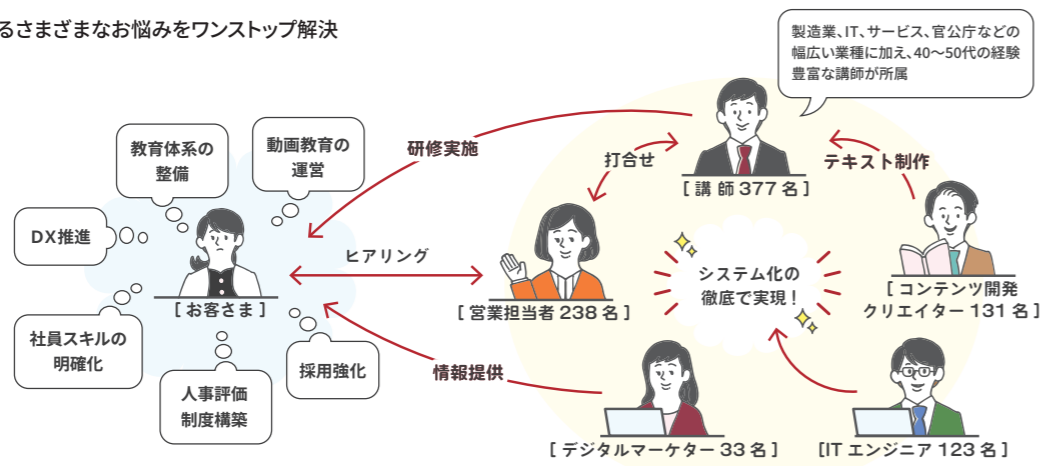 るさまざまなお悩みをワンストップ解決
製造業、IT、サービス、官公庁などの
幅広い業種に加え、40〜50代の経験
豊富な講師が所属
教育体系の
整備
動画教育の
運営
DX推進
社員スキルの
明確化
人事評価
制度構築
採用強化
[ お客さま ]
研修実施
ヒアリング
情報提供
打合せ
テキスト制作
[ 講 師 377 名 ]
[ 営業担当者 238 名 ]
システム化の
徹底で実現！
[ コンテンツ開発
クリエイター 131 名 ]
[ デジタルマーケター 33 名 ]
[IT エンジニア 123 名 ]